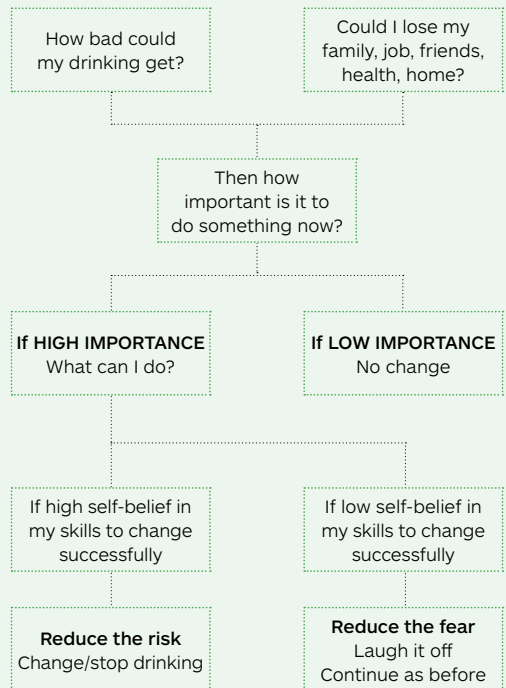 How bad could
my drinking get?
Could I lose my
family, job, friends,
health, home?
Then how
important is it to
do something now?
If HIGH IMPORTANCE
What can I do?
If LOW IMPORTANCE
No change
If high self-belief in
my skills to change
successfully
If low self-belief in
my skills to change
successfully
Reduce the risk
Change/stop drinking
Reduce the fear
Laugh it off
Continue as before